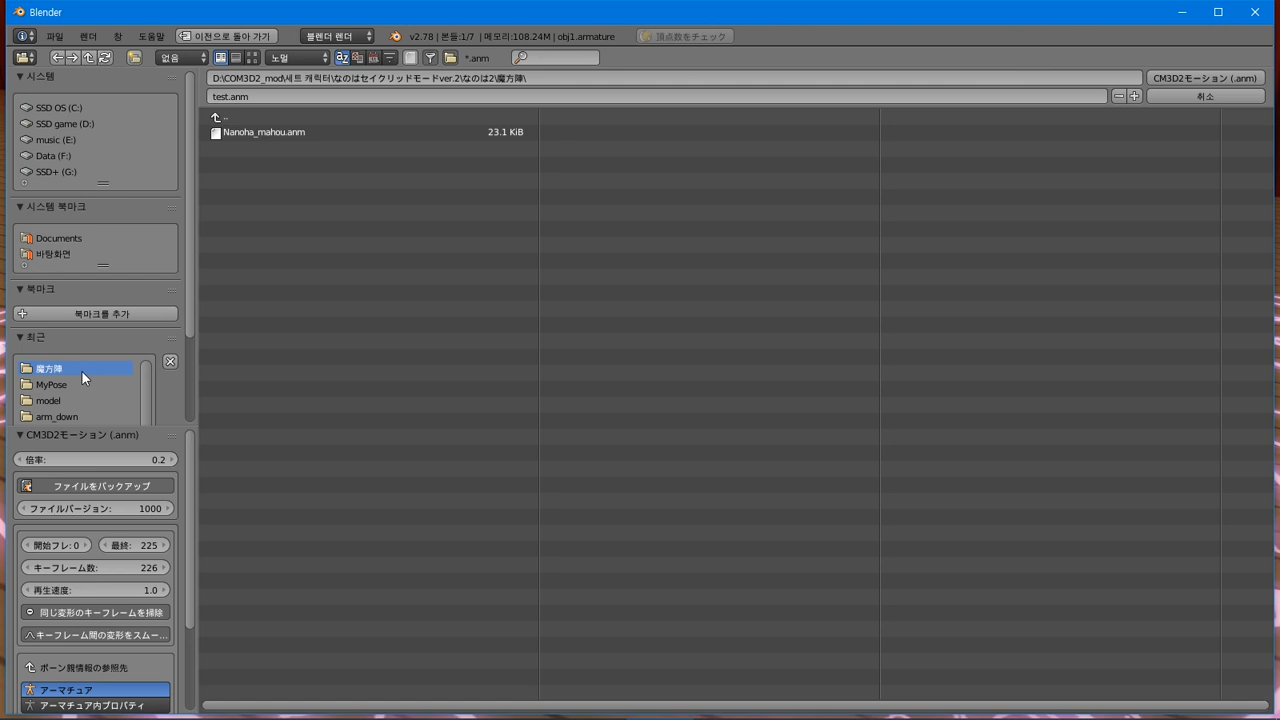 Blender
파일
렌더
창
도움말
이전으로 돌아 가기
블렌더 렌더
v2.78 | 본들:1/7 | 메모리:108.24M | obj1.armature
頂点数をチェック
없음
노멀
*.anm
시스템
SSD OS (C:)
SSD game (D:)
music (E:)
Data (F:)
SSD+ (G:)
시스템 북마크
Documents
바탕화면
북마크
북마크를 추가
최근
魔方陣
MyPose
model
arm_down
D:\COM3D2_mod\세트 캐릭터\なのはセイクリッドモードver.2\なのは2\魔方陣\
CM3D2モーション (.anm)
test.anm
취소
..
Nanoha_mahou.anm 23.1 KiB
CM3D2モーション (.anm)
倍率: 0.2
ファイルをバックアップ
ファイルバージョン: 1000
開始フレ: 0
最終: 225
キーフレーム数: 226
再生速度: 1.0
同じ変形のキーフレームを掃除
キーフレーム間の変形をスムー...
ボーン親情報の参照先
アーマチュア
アーマチュア内プロパティ